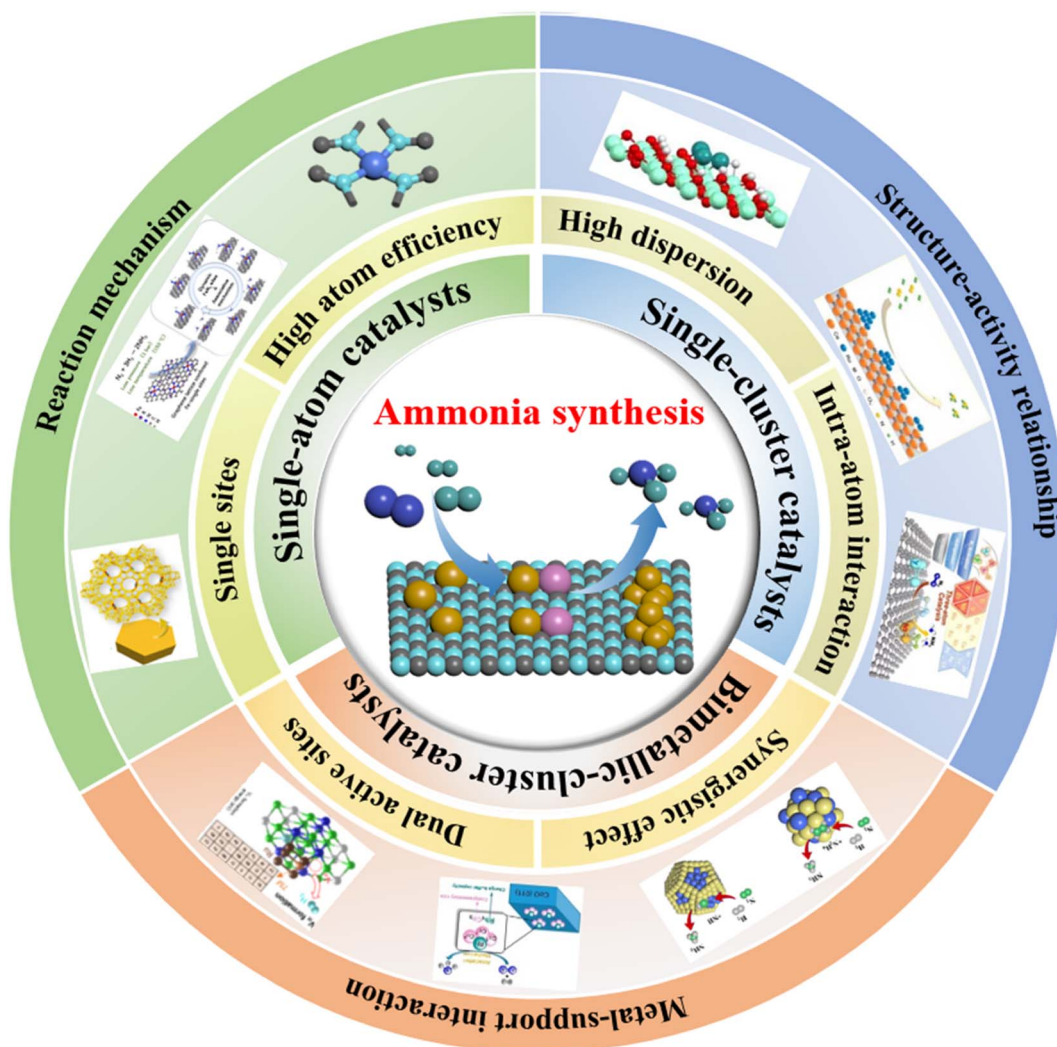 Reaction mechanism
Structure-activity relationship
Metal-support interaction
High atom efficiency
Single sites
High dispersion
Intra-atom interaction
Synergistic effect
Dual active sites
Single-atom catalysts
Single-cluster catalysts
Bimetallic-cluster catalysts
Ammonia synthesis